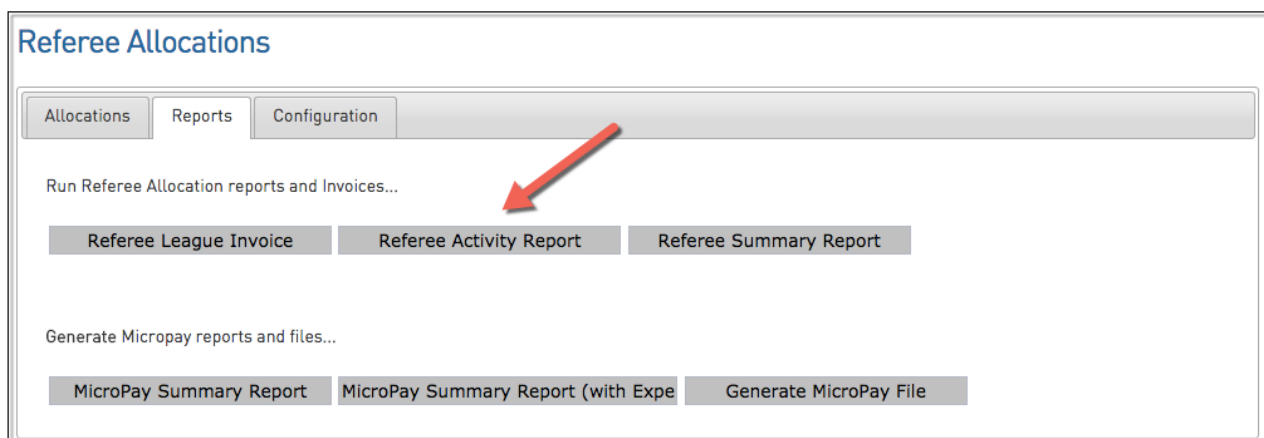 Referee Allocations
Allocations Reports Configuration
Run Referee Allocation reports and Invoices...
Referee League Invoice Referee Activity Report Referee Summary Report
Generate Micropay reports and files...
MicroPay Summary Report MicroPay Summary Report (with Expe Generate MicroPay File